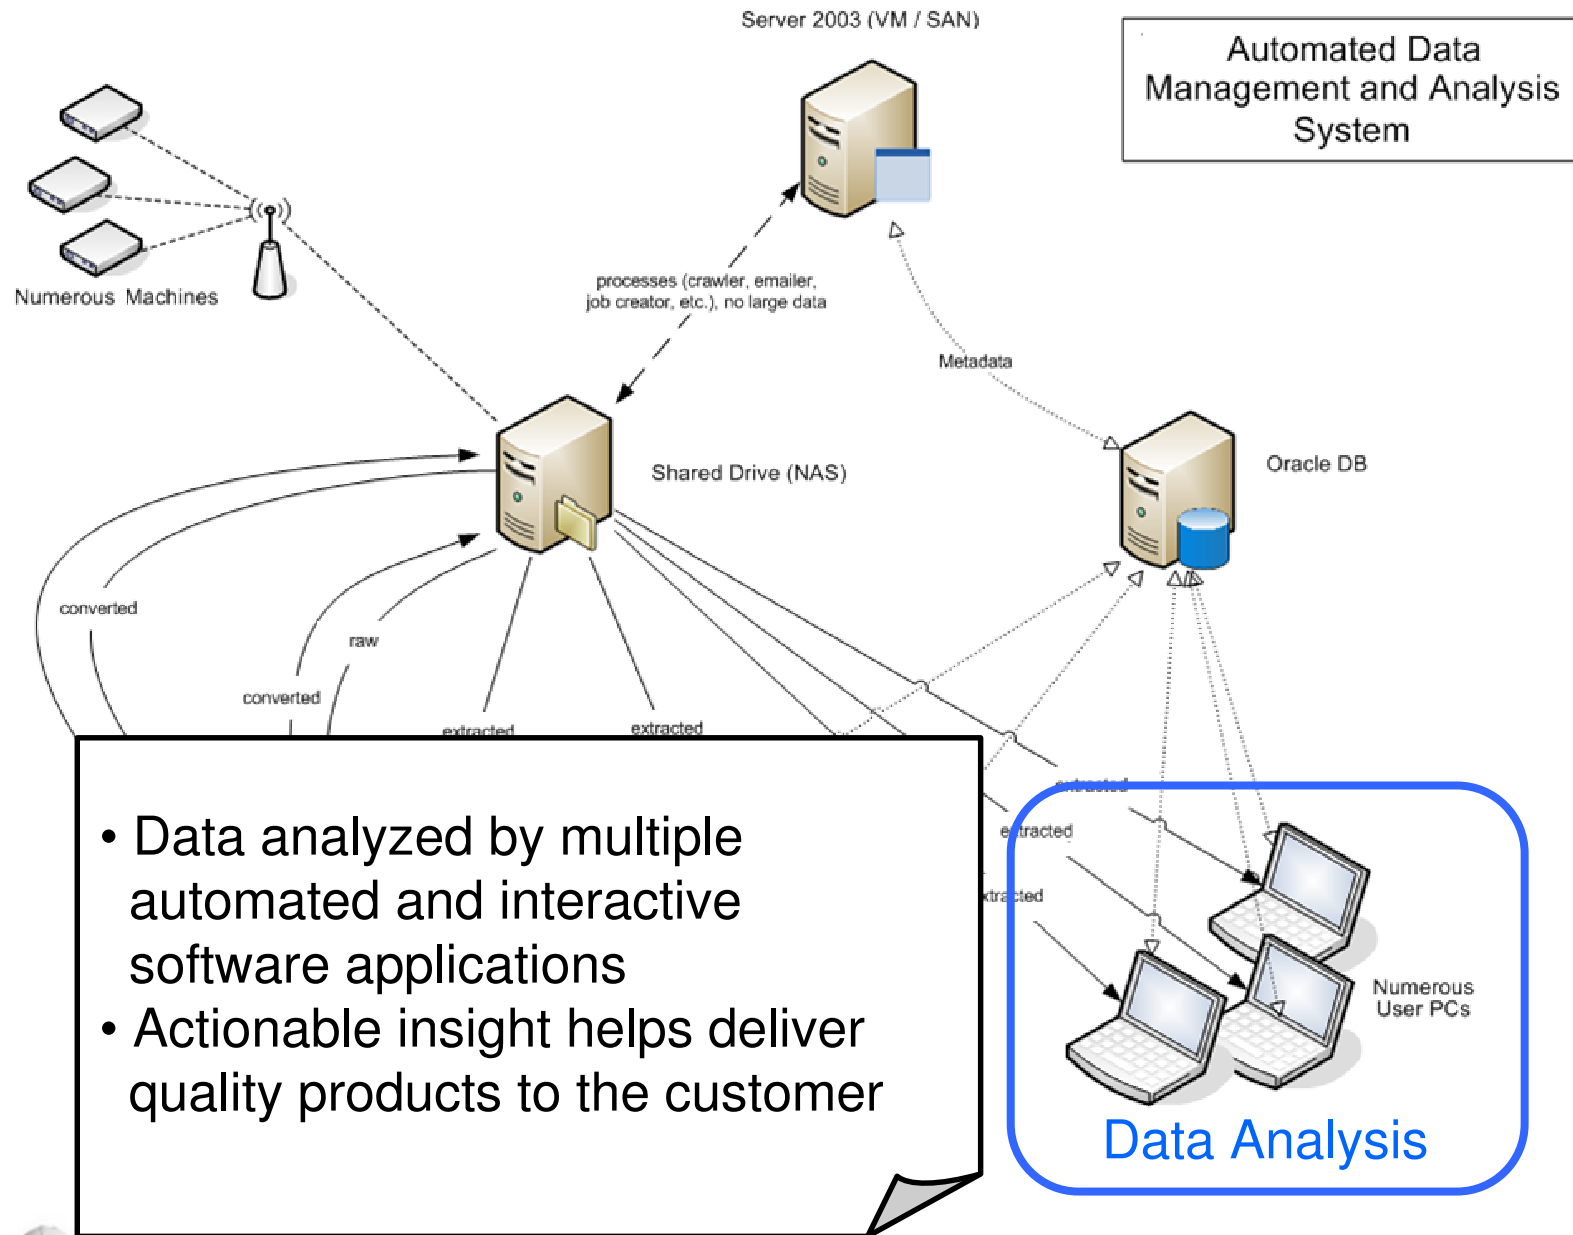 Server 2003 (VM / SAN)
Automated Data
Management and Analysis
System
Numerous Machines
processes (crawler, emailer,
job creator, etc.), no large data
Metadata
Shared Drive (NAS)
Oracle DB
converted
raw
converted
extracted
extracted
extracted
extracted
extracted
• Data analyzed by multiple
automated and interactive
software applications
• Actionable insight helps deliver
quality products to the customer
Numerous
User PCs
Data Analysis